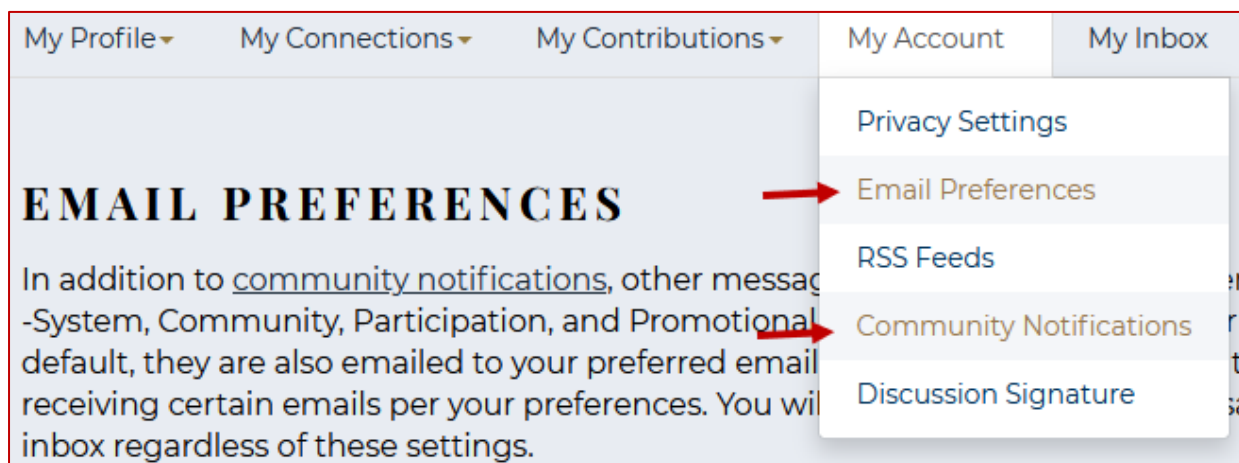 My Profile My Connections My Contributions My Account My Inbox
Privacy Settings
Email Preferences
RSS Feeds
Community Notifications
Discussion Signature
EMAIL PREFERENCES
In addition to community notifications, other
-System, Community, Participation, and Promotional
default, they are also emailed to your preferred email
receiving certain emails per your preferences. You
inbox regardless of these settings.